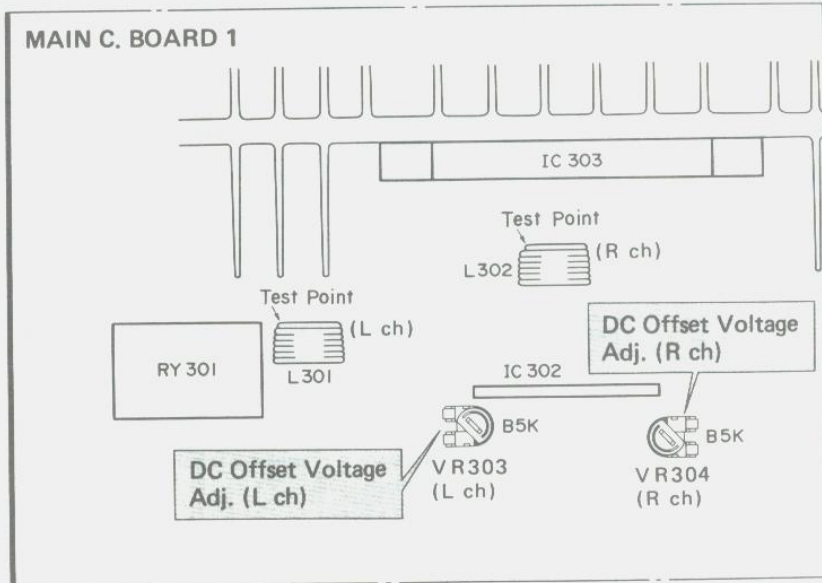 MAIN C. BOARD 1
IC 303
Test Point
(R ch)
L302
Test Point
(L ch)
L301
RY 301
DC Offset Voltage
Adj. (R ch)
IC 302
B5K
VR303
(L ch)
B5K
VR304
(R ch)
DC Offset Voltage
Adj. (L ch)